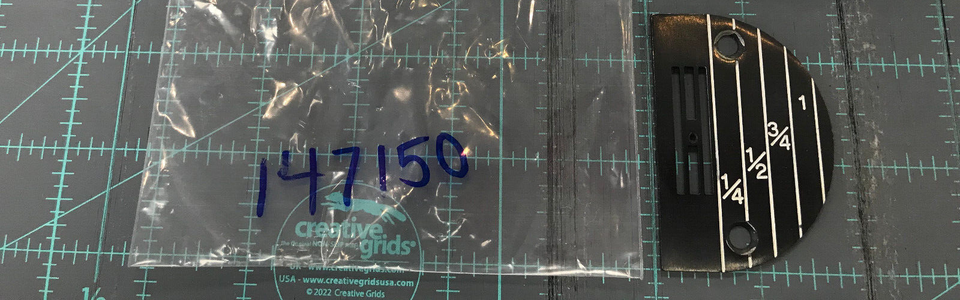 147150
creative
grids®
USA - www.creativegridsusa.com
© 2022 Creative Grids
1/4
1/2
3/4
1